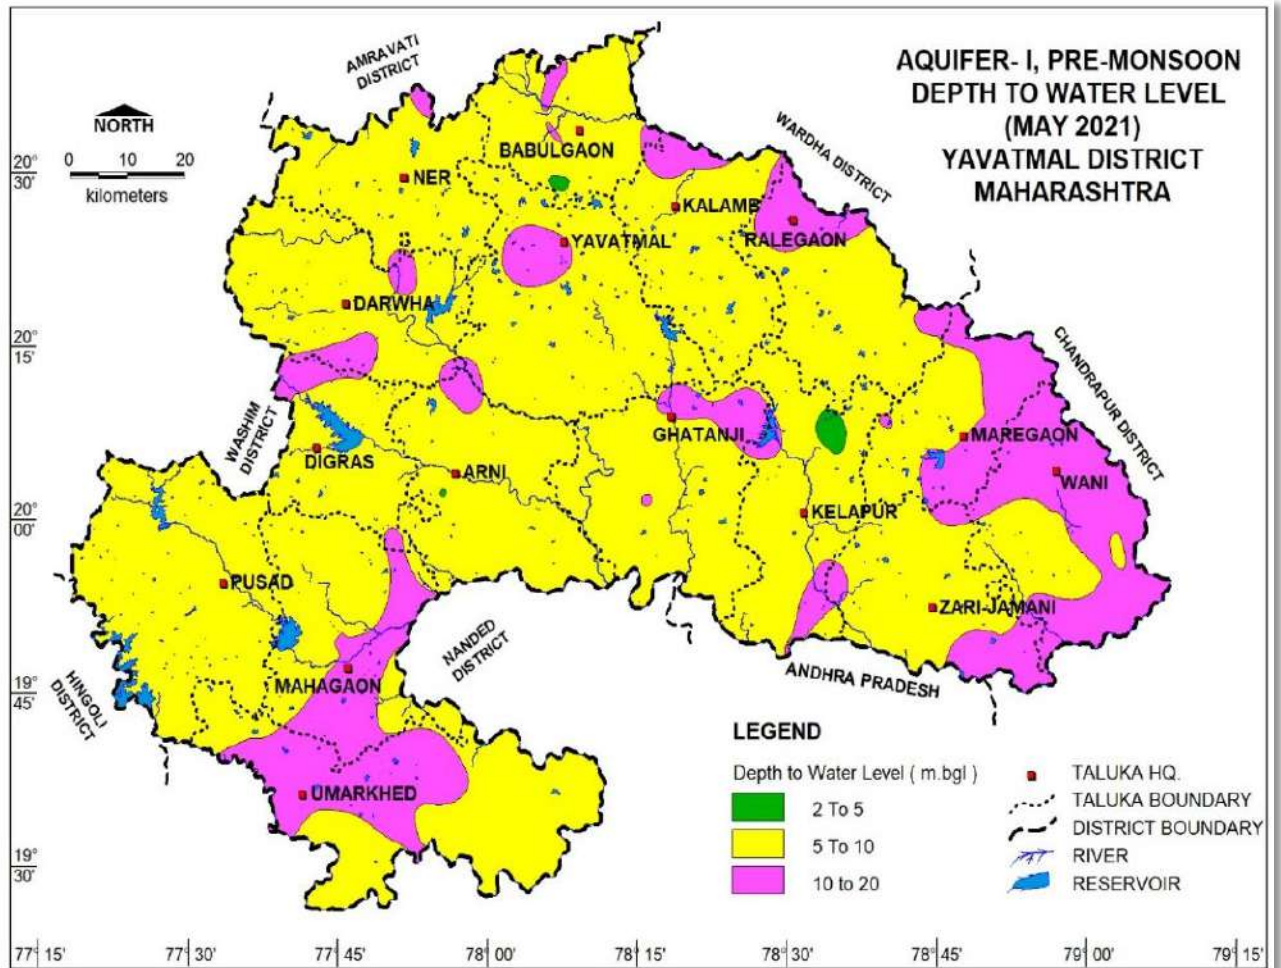 AQUIFER- I, PRE-MONSOON
DEPTH TO WATER LEVEL
(MAY 2021)
YAVATMAL DISTRICT
MAHARASHTRA
NORTH
0 10 20
kilometers
AMRAVATI
DISTRICT
WARDHA DISTRICT
CHANDRAPUR DISTRICT
WASHIM
DISTRICT
NANDED
DISTRICT
HINGOLI
DISTRICT
ANDHRA PRADESH
BABULGAON
NER
KALAMB
RALEGAON
YAVATMAL
DARWHA
GHATANJI
MAREGAON
WANI
DIGRAS
ARNI
KELAPUR
PUSAD
ZARI-JAMANI
MAHAGAON
UMARKHED
LEGEND
Depth to Water Level ( m.bgl )
2 To 5
5 To 10
10 to 20
TALUKA HQ.
TALUKA BOUNDARY
DISTRICT BOUNDARY
RIVER
RESERVOIR
20°
30'
20°
15'
20°
00'
19°
45'
19°
30'
77° 15' 77° 30' 77° 45' 78° 00' 78° 15' 78° 30' 78° 45' 79° 00' 79° 15'